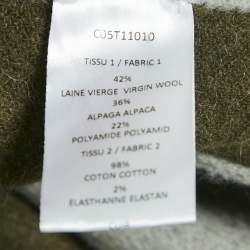 COST11010
TISSU 1 / FABRIC 1
42%
LAINE VIERGE VIRGIN WOOL
36%
ALPAGA ALPACA
22%
POLYAMIDE POLYAMID
TISSU 2 / FABRIC 2
98%
COTON COTTON
2%
ELASTHANNE ELASTAN